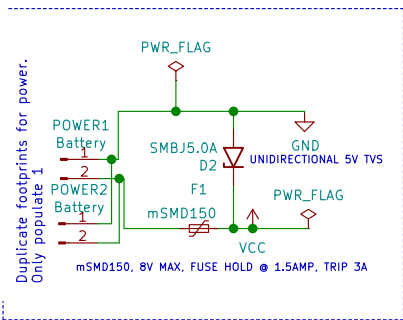 PWR_FLAG
Duplicate footprints for power.
Only populate 1
POWER1
Battery
1
2
SMBJ5.0A
D2
GND
UNIDIRECTIONAL 5V TVS
POWER2
Battery
1
2
F1
mSMD150
PWR_FLAG
VCC
mSMD150, 8V MAX, FUSE HOLD @ 1.5AMP, TRIP 3A